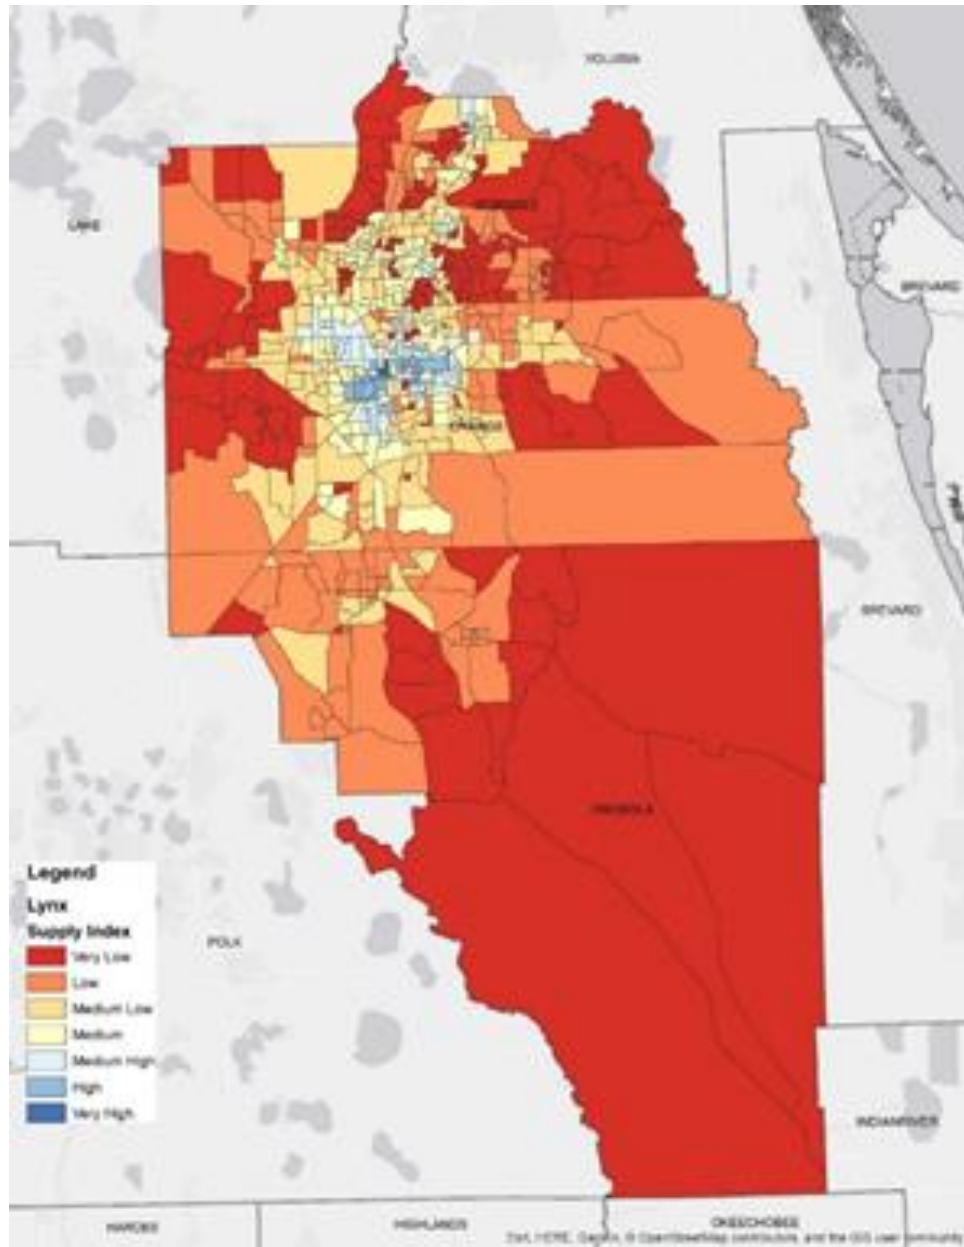 VOLUSIA
LAKE
SEMINOLE
BREVARD
ORANGE
BREVARD
OSCEOLA
POLK
INDIAN RIVER
HARDEE
HIGHLANDS
OKEECHOBEE
Legend
Lynx
Supply Index
Very Low
Low
Medium Low
Medium
Medium High
High
Very High
Esri, HERE, Garmin, © OpenStreetMap contributors, and the GIS user community